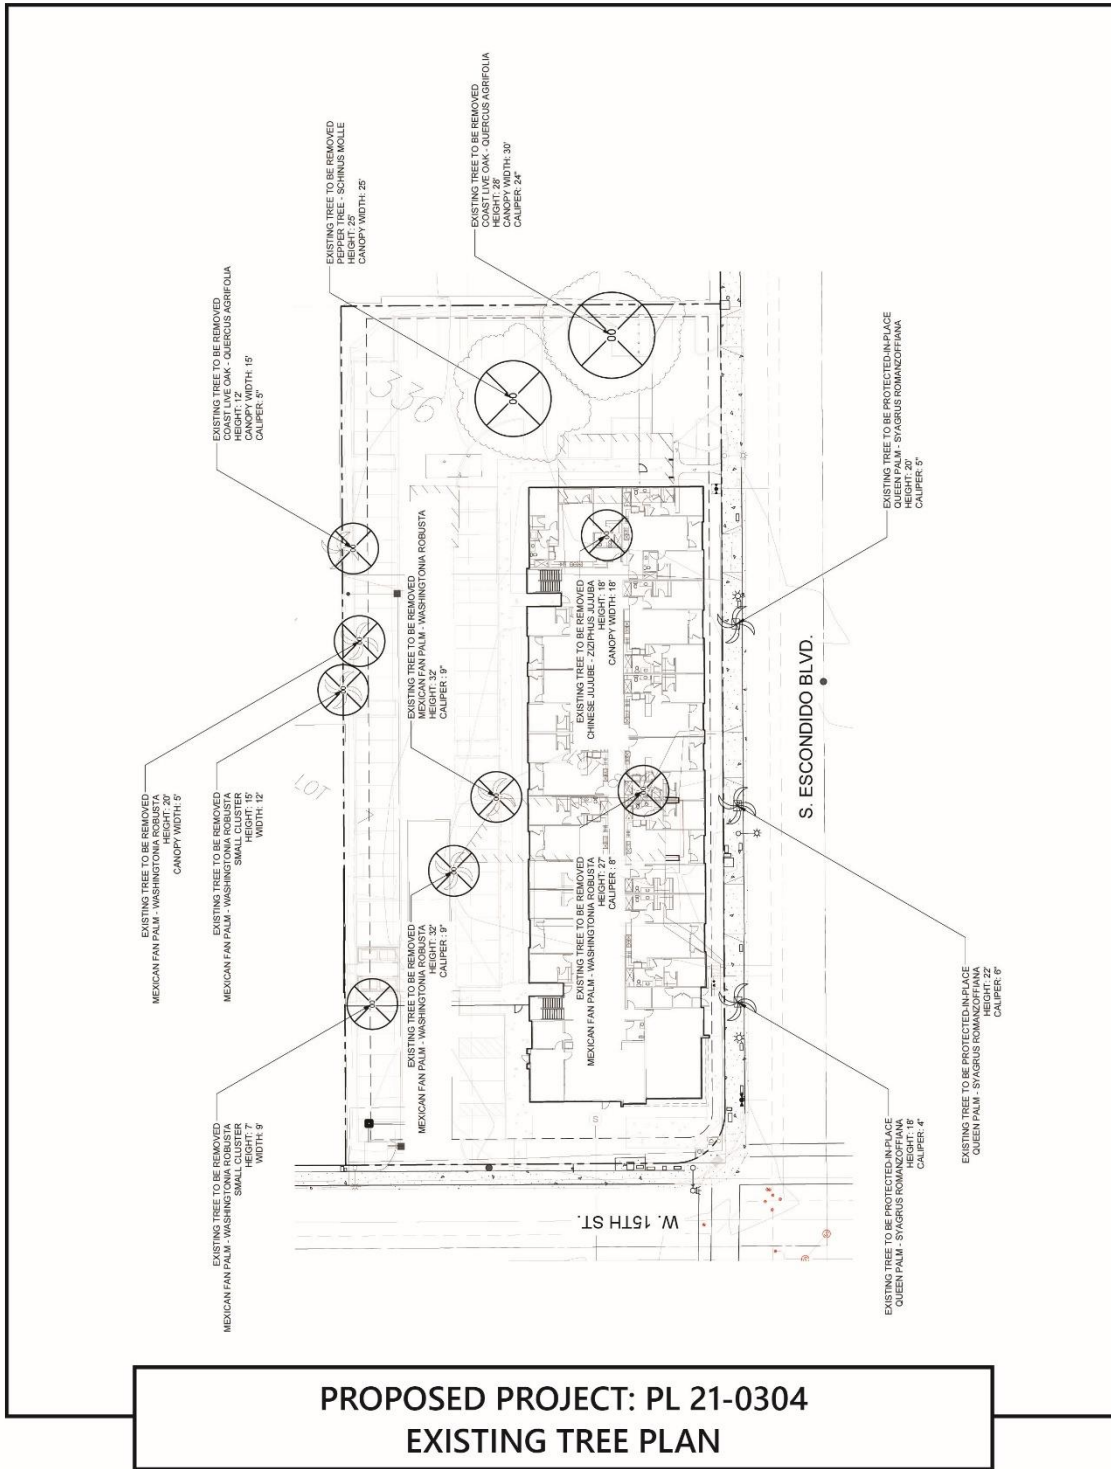 EXISTING TREE TO BE REMOVED
COAST LIVE OAK - QUERCUS AGRIFOLIA
HEIGHT: 28'
CANOPY WIDTH: 30'
CALIPER: 24"
EXISTING TREE TO BE REMOVED
PEPPER TREE - SCHINUS MOLLE
HEIGHT: 25'
CANOPY WIDTH: 25'
EXISTING TREE TO BE REMOVED
COAST LIVE OAK - QUERCUS AGRIFOLIA
HEIGHT: 12'
CANOPY WIDTH: 15'
CALIPER: 5"
336
EXISTING TREE TO BE PROTECTED-IN-PLACE
QUEEN PALM - SYAGRUS ROMANZOFFIANA
HEIGHT: 20'
CALIPER: 5"
EXISTING TREE TO BE REMOVED
MEXICAN FAN PALM - WASHINGTONIA ROBUSTA
HEIGHT: 32'
CALIPER : 9"
EXISTING TREE TO BE REMOVED
CHINESE JUJUBE - ZIZIPHUS JUJUBA
HEIGHT: 18'
CANOPY WIDTH: 18'
S. ESCONDIDO BLVD.
LOT
EXISTING TREE TO BE REMOVED
MEXICAN FAN PALM - WASHINGTONIA ROBUSTA
HEIGHT: 20'
CANOPY WIDTH: 5'
EXISTING TREE TO BE REMOVED
MEXICAN FAN PALM - WASHINGTONIA ROBUSTA
SMALL CLUSTER
HEIGHT: 15'
WIDTH: 12'
EXISTING TREE TO BE REMOVED
MEXICAN FAN PALM - WASHINGTONIA ROBUSTA
HEIGHT: 32'
CALIPER : 9"
EXISTING TREE TO BE REMOVED
MEXICAN FAN PALM - WASHINGTONIA ROBUSTA
HEIGHT: 27'
CALIPER : 8"
EXISTING TREE TO BE PROTECTED-IN-PLACE
QUEEN PALM - SYAGRUS ROMANZOFFIANA
HEIGHT: 22'
CALIPER: 6"
EXISTING TREE TO BE REMOVED
MEXICAN FAN PALM - WASHINGTONIA ROBUSTA
SMALL CLUSTER
HEIGHT: 7'
WIDTH: 9'
W. 15TH ST.
EXISTING TREE TO BE PROTECTED-IN-PLACE
QUEEN PALM - SYAGRUS ROMANZOFFIANA
HEIGHT: 18'
CALIPER: 4"
S
PROPOSED PROJECT: PL 21-0304
EXISTING TREE PLAN